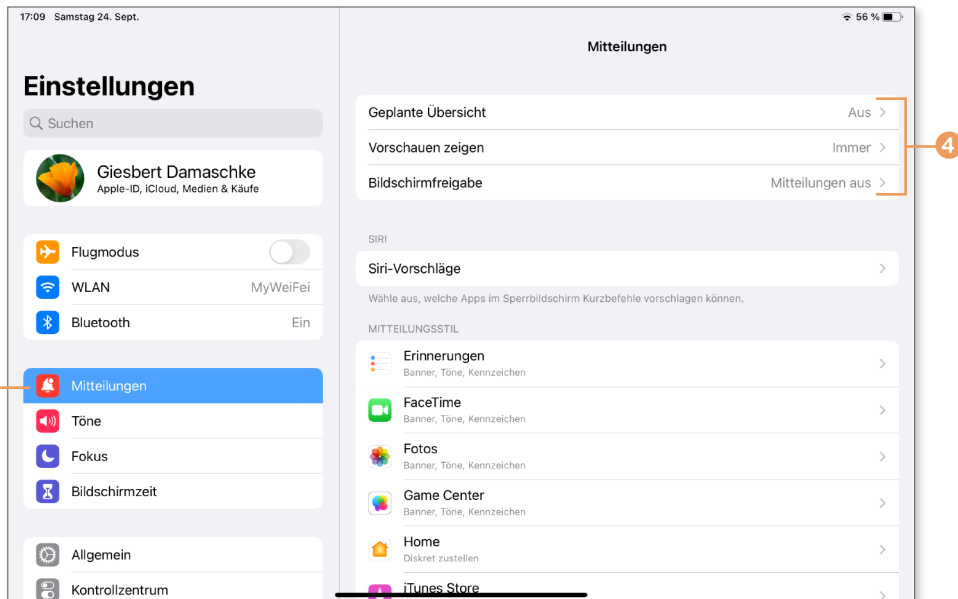 17:09 Samstag 24. Sept.
56 %
Einstellungen
Suchen
Giesbert Damaschke
Apple-ID, iCloud, Medien & Käufe
Flugmodus
WLAN MyWeiFei
Bluetooth Ein
Mitteilungen
Töne
Fokus
Bildschirmzeit
Allgemein
Kontrollzentrum
Mitteilungen
Geplante Übersicht Aus
Vorschauen zeigen Immer
Bildschirmfreigabe Mitteilungen aus
4
SIRI
Siri-Vorschläge
Wähle aus, welche Apps im Sperrbildschirm Kurzbefehle vorschlagen können.
MITTEILUNGSSTIL
Erinnerungen
Banner, Töne, Kennzeichen
FaceTime
Banner, Töne, Kennzeichen
Fotos
Banner, Töne, Kennzeichen
Game Center
Banner, Töne, Kennzeichen
Home
Diskret zustellen
iTunes Store